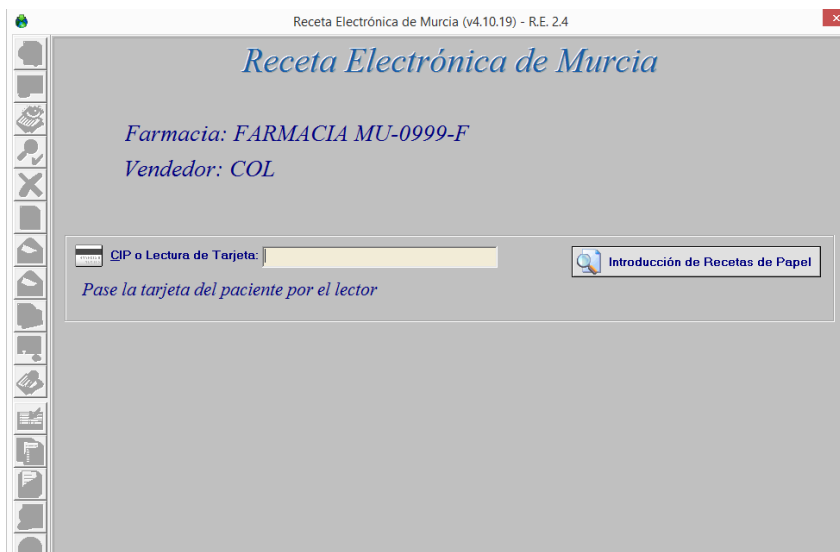 Receta Electrónica de Murcia (v4.10.19) - R.E. 2.4
Receta Electrónica de Murcia
Farmacia: FARMACIA MU-0999-F
Vendedor: COL
CIP o Lectura de Tarjeta:
Introducción de Recetas de Papel
Pase la tarjeta del paciente por el lector